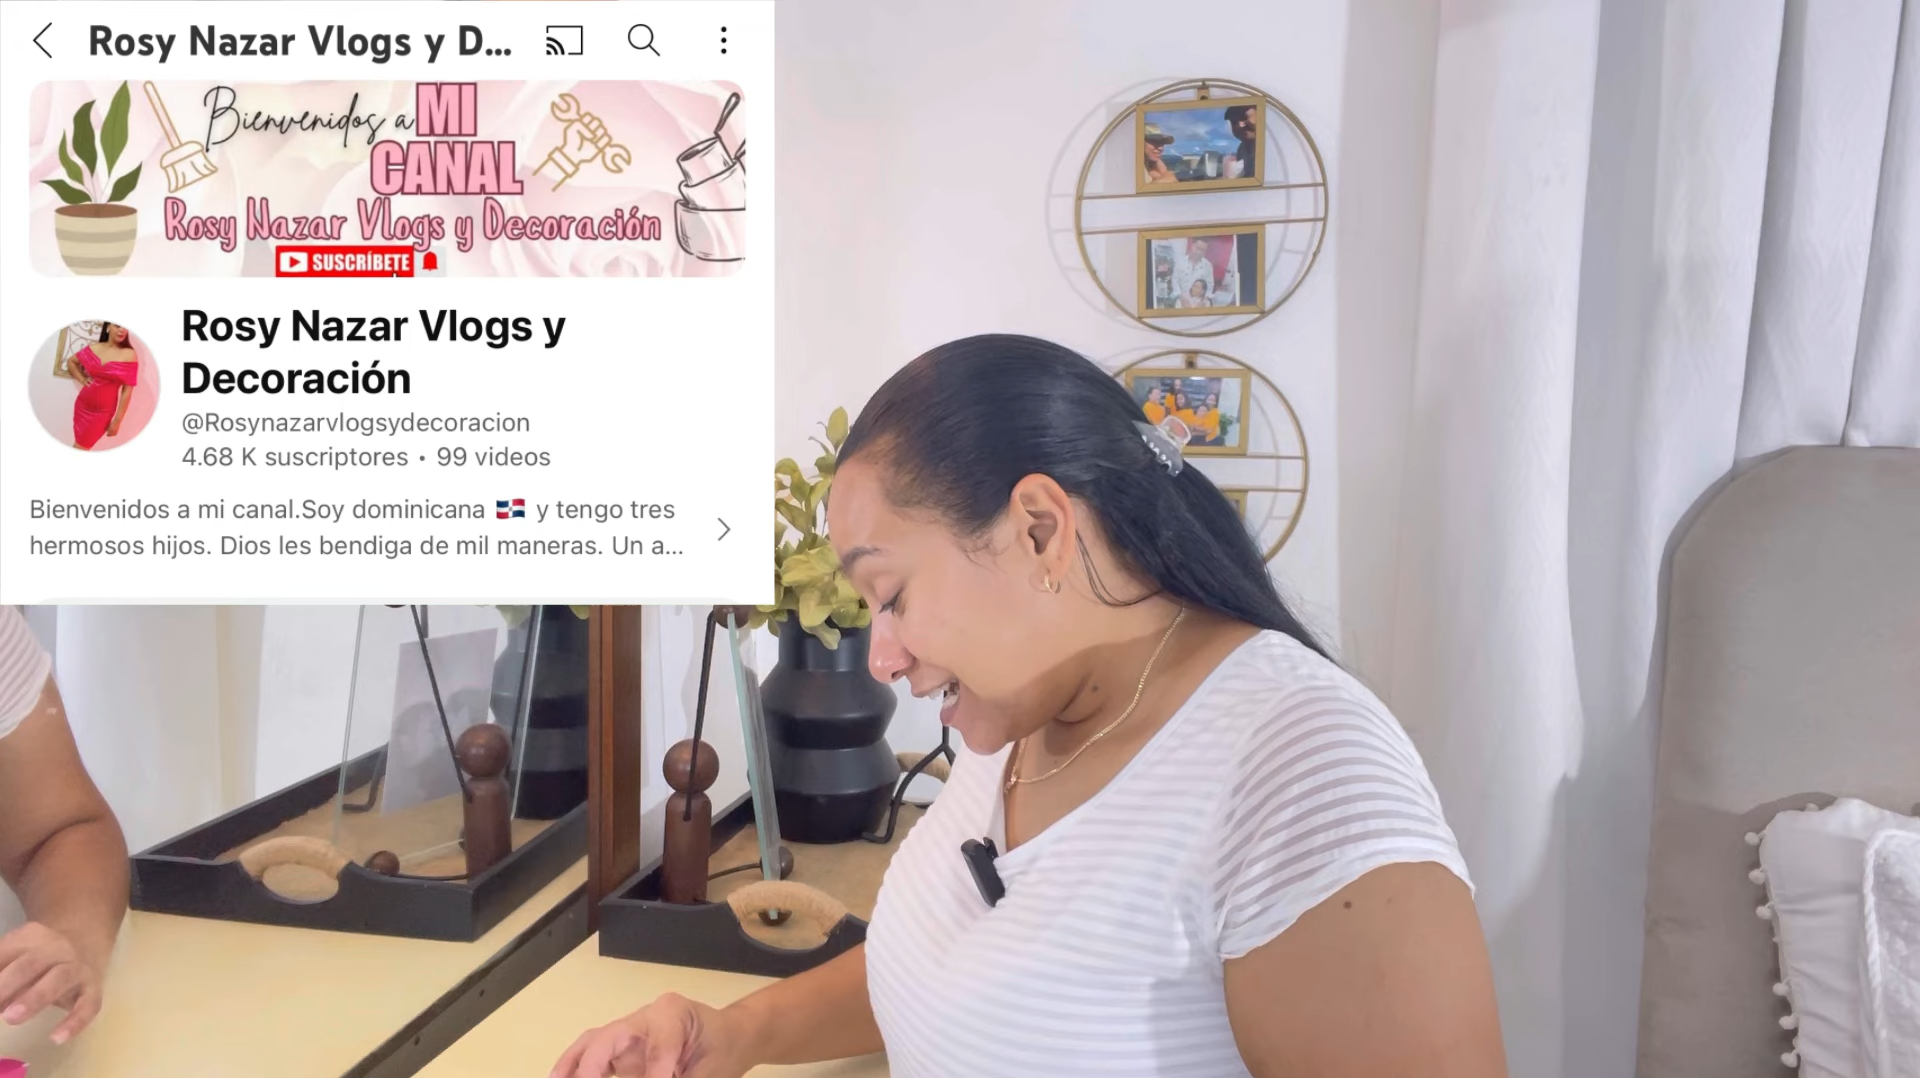 Rosy Nazar Vlogs y D...
Bienvenidos a MI
CANAL
Rosy Nazar Vlogs y Decoración
SUSCRÍBETE
Rosy Nazar Vlogs y
Decoración
@Rosynazarvlogsydecoracion
4.68 K suscriptores • 99 videos
Bienvenidos a mi canal.Soy dominicana 🇩🇴 y tengo tres
hermosos hijos. Dios les bendiga de mil maneras. Un a...